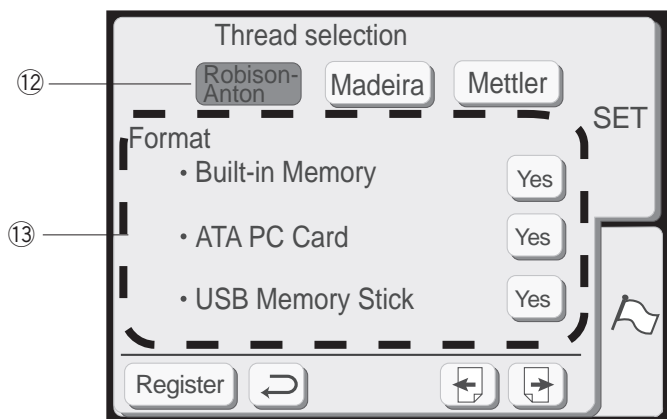 Thread selection
⑫ Robison-
Anton Madeira Mettler
SET
Format
• Built-in Memory Yes
⑬ • ATA PC Card Yes
• USB Memory Stick Yes
Register